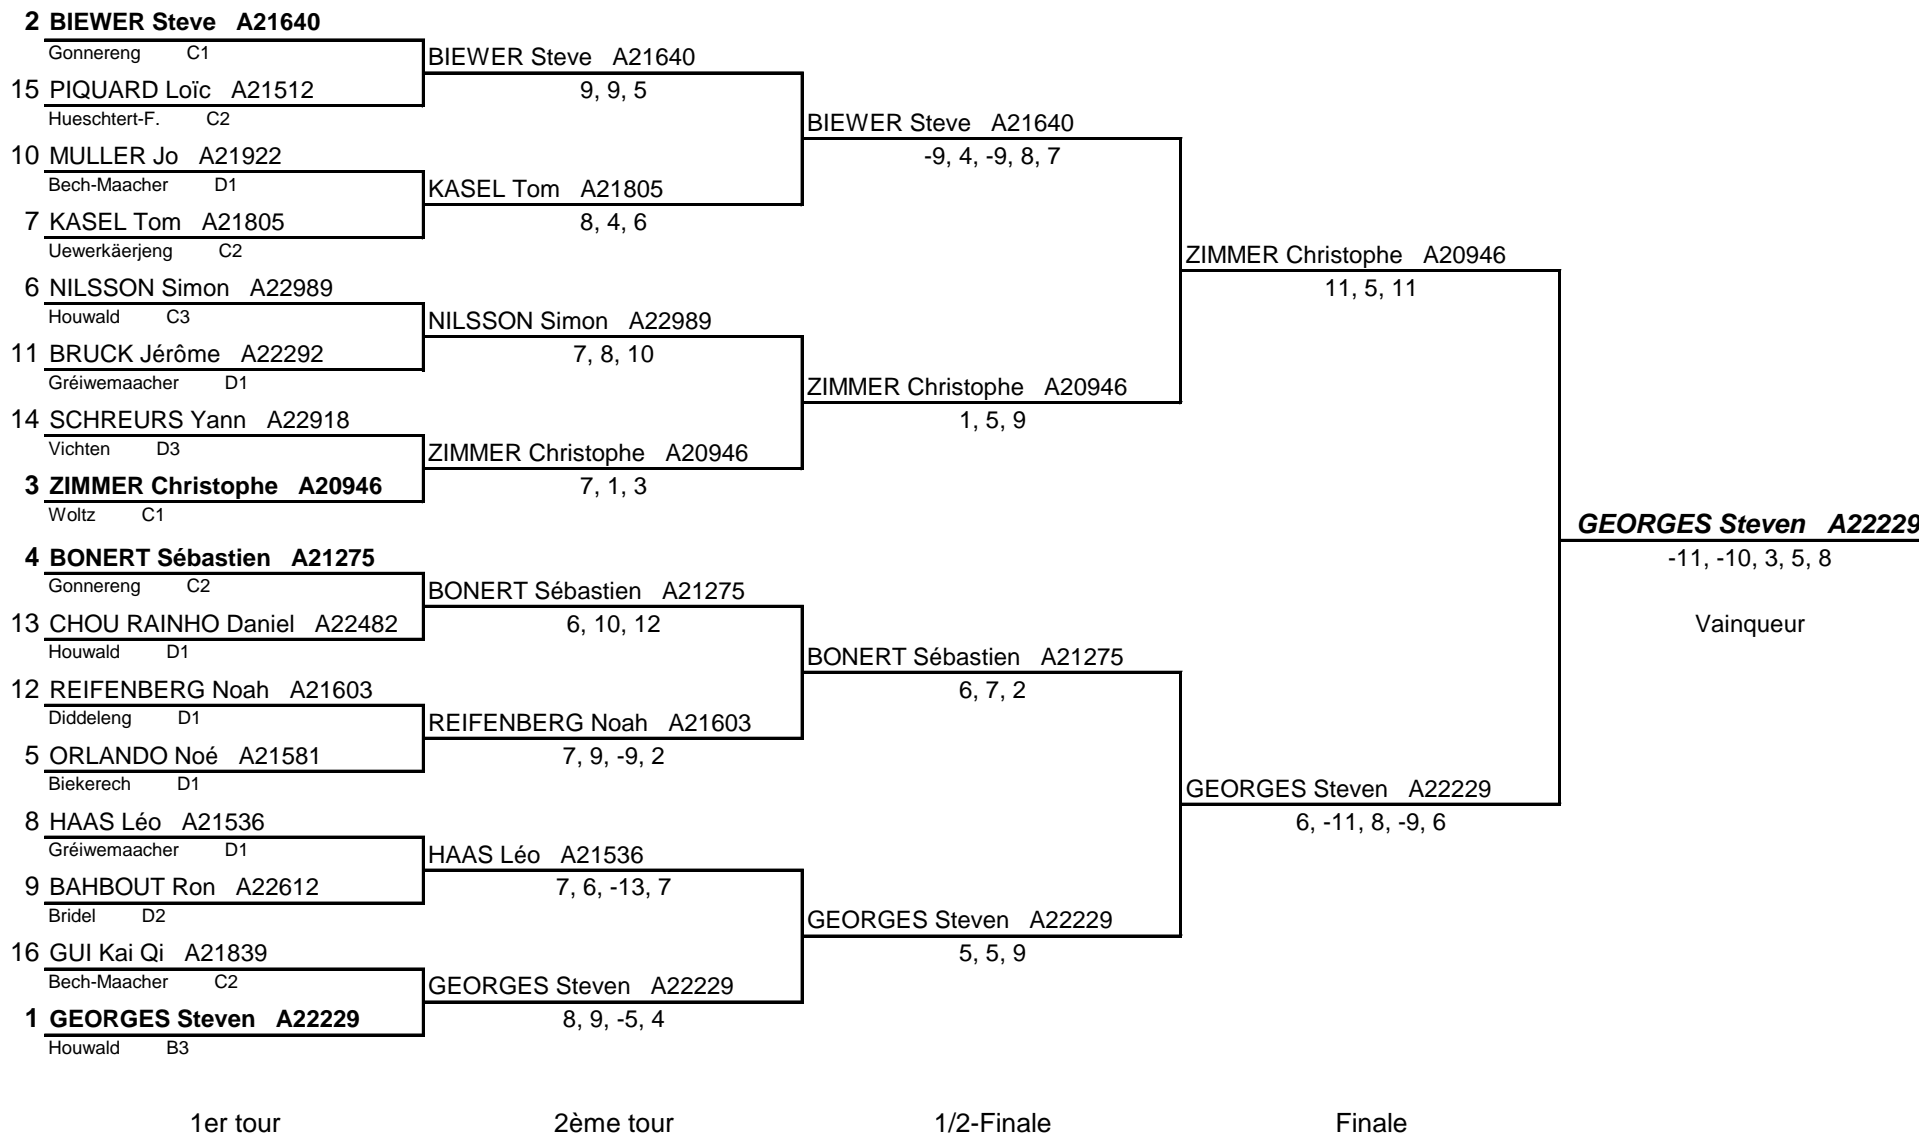 2 BIEWER Steve A21640
Gonnereng C1
15 PIQUARD Loïc A21512
Hueschtert-F. C2
10 MULLER Jo A21922
Bech-Maacher D1
7 KASEL Tom A21805
Uewerkäerjeng C2
6 NILSSON Simon A22989
Houwald C3
11 BRUCK Jérôme A22292
Gréiwemaacher D1
14 SCHREURS Yann A22918
Vichten D3
3 ZIMMER Christophe A20946
Woltz C1
4 BONERT Sébastien A21275
Gonnereng C2
13 CHOU RAINHO Daniel A22482
Houwald D1
12 REIFENBERG Noah A21603
Diddeleng D1
5 ORLANDO Noé A21581
Biekerech D1
8 HAAS Léo A21536
Gréiwemaacher D1
9 BAHBOUT Ron A22612
Bridel D2
16 GUI Kai Qi A21839
Bech-Maacher C2
1 GEORGES Steven A22229
Houwald B3
1er tour
BIEWER Steve A21640
9, 9, 5
KASEL Tom A21805
8, 4, 6
NILSSON Simon A22989
7, 8, 10
ZIMMER Christophe A20946
7, 1, 3
BONERT Sébastien A21275
6, 10, 12
REIFENBERG Noah A21603
7, 9, -9, 2
HAAS Léo A21536
7, 6, -13, 7
GEORGES Steven A22229
8, 9, -5, 4
2ème tour
BIEWER Steve A21640
-9, 4, -9, 8, 7
ZIMMER Christophe A20946
1, 5, 9
BONERT Sébastien A21275
6, 7, 2
GEORGES Steven A22229
5, 5, 9
1/2-Finale
ZIMMER Christophe A20946
11, 5, 11
GEORGES Steven A22229
6, -11, 8, -9, 6
Finale
GEORGES Steven A22229
-11, -10, 3, 5, 8
Vainqueur